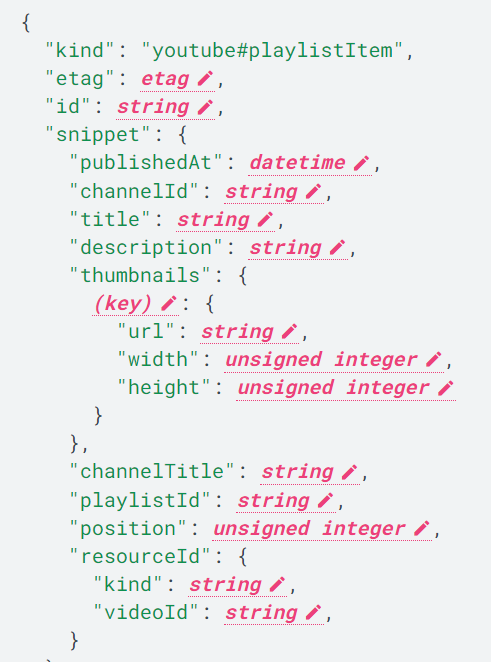 {
"kind": "youtube#playlistItem",
"etag": etag,
"id": string,
"snippet": {
"publishedAt": datetime,
"channelId": string,
"title": string,
"description": string,
"thumbnails": {
(key): {
"url": string,
"width": unsigned integer,
"height": unsigned integer
}
},
"channelTitle": string,
"playlistId": string,
"position": unsigned integer,
"resourceId": {
"kind": string,
"videoId": string,
}